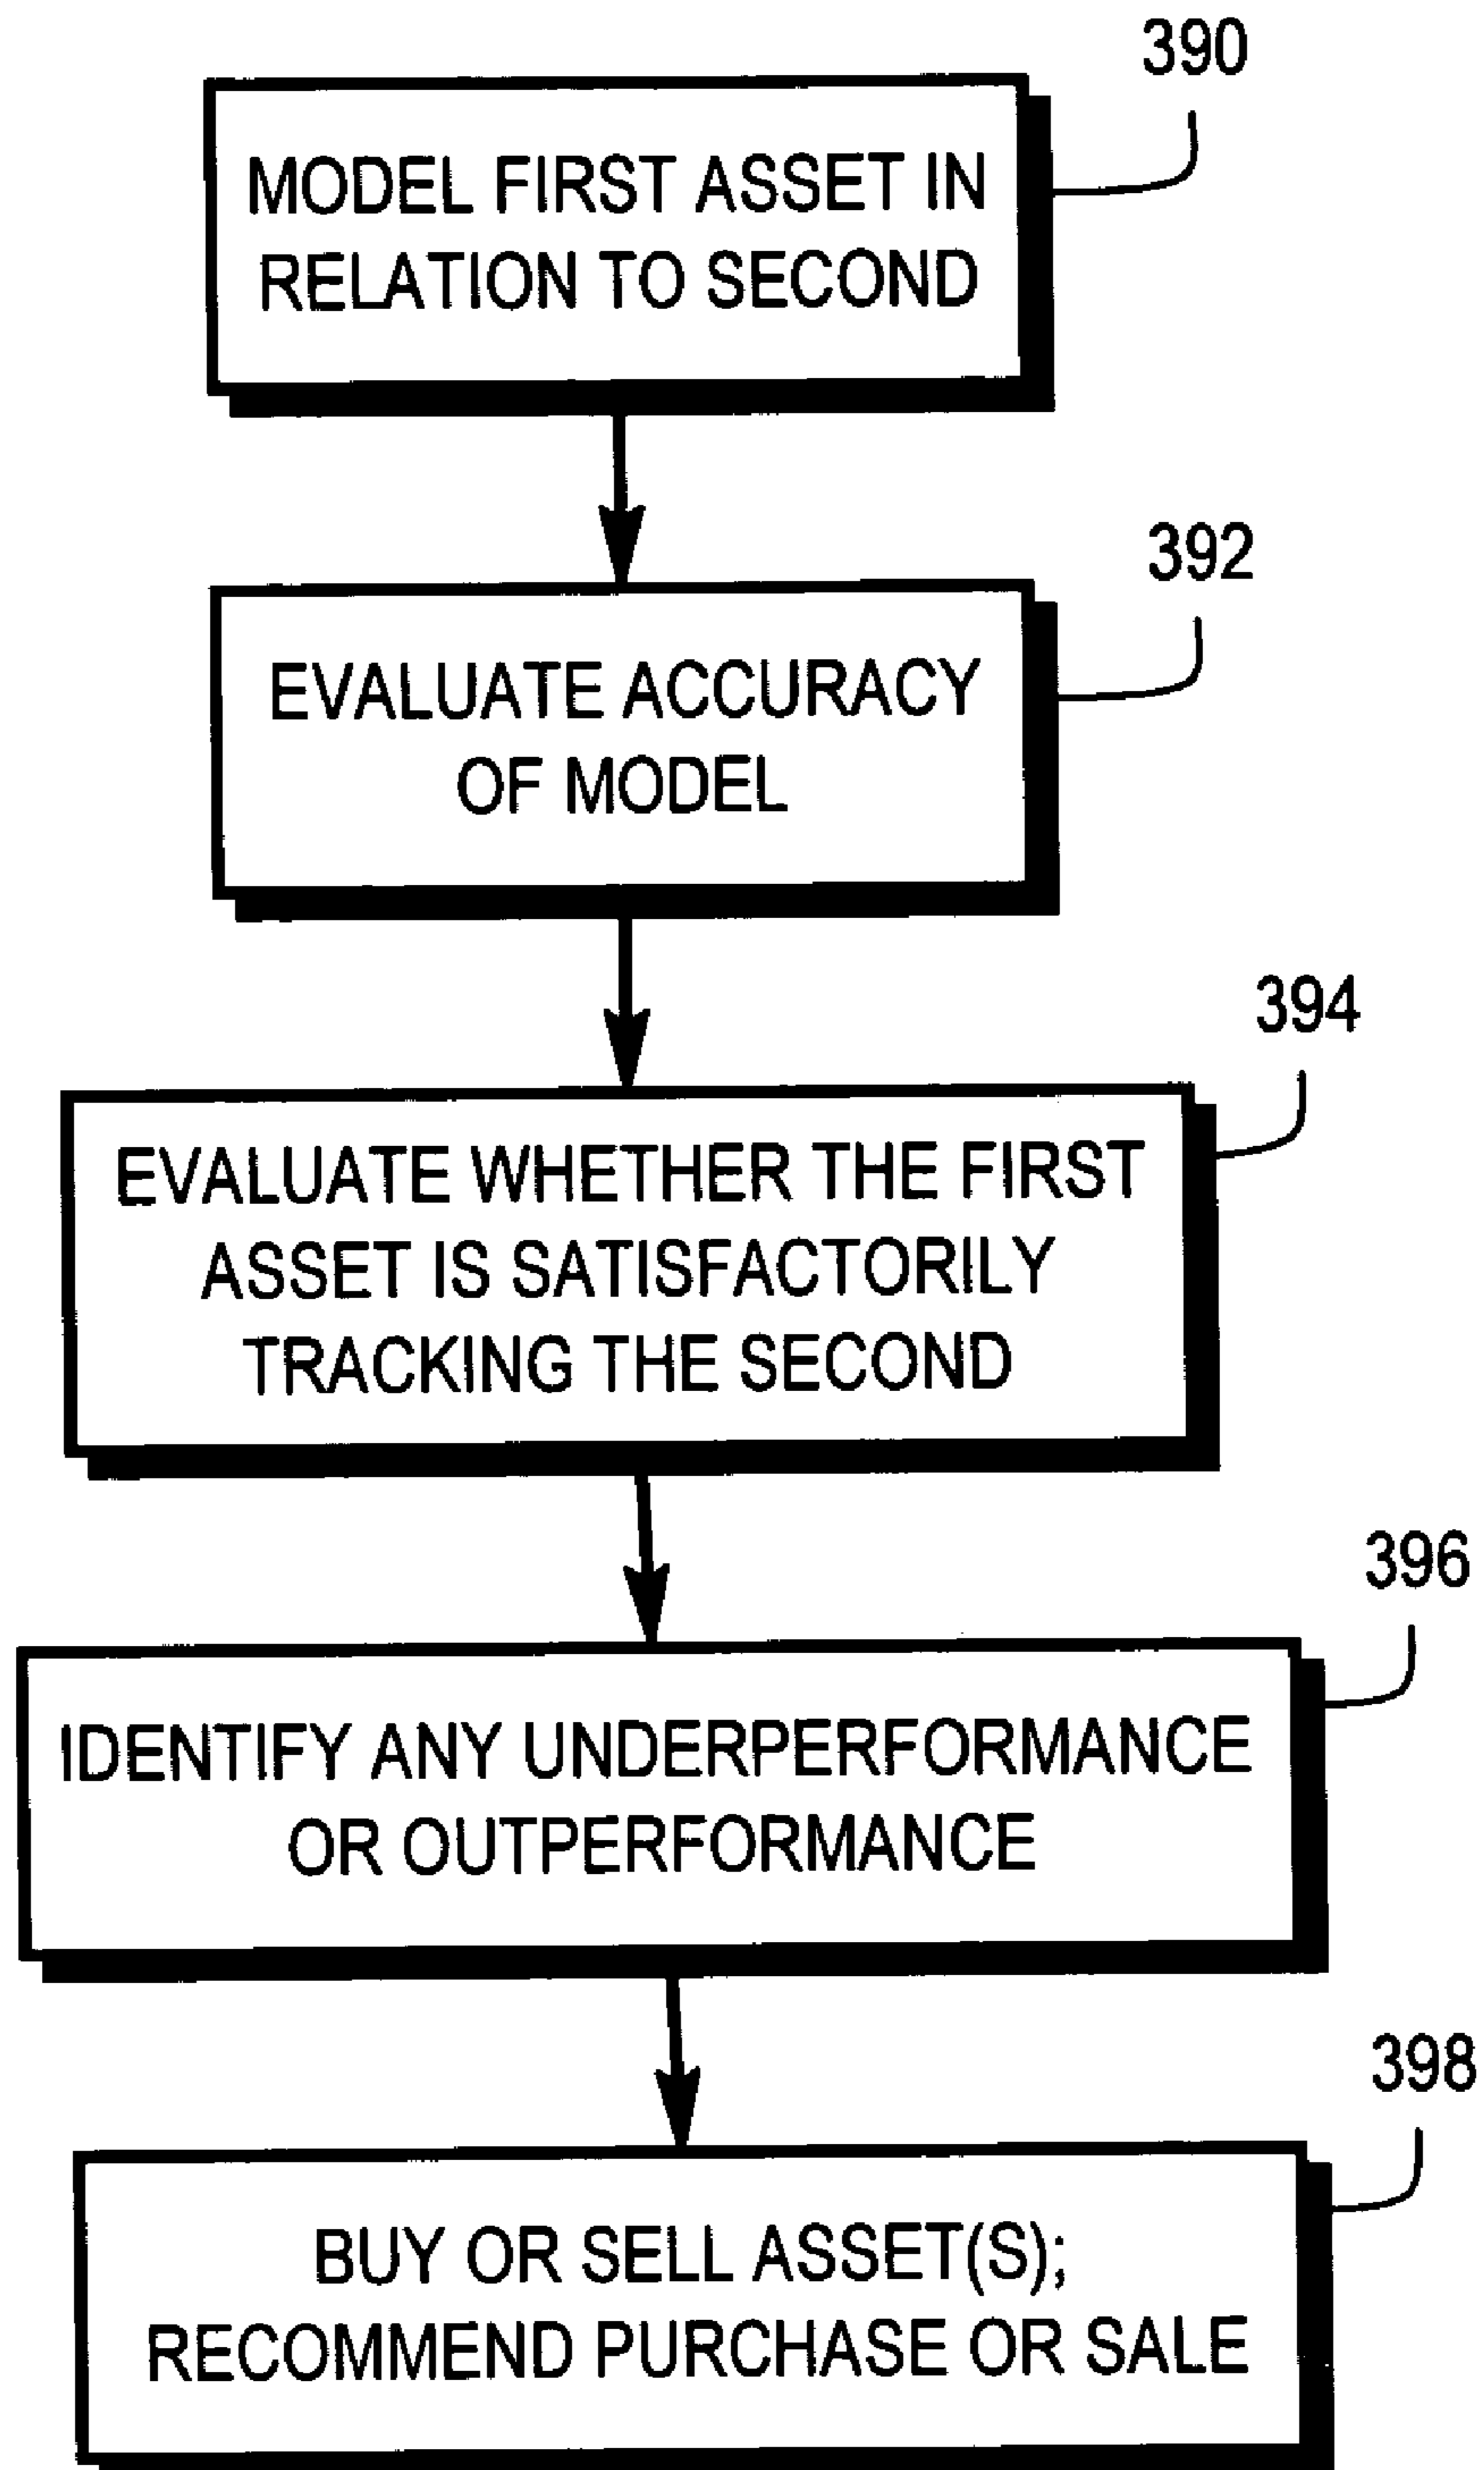 390
MODEL FIRST ASSET IN
RELATION TO SECOND
392
EVALUATE ACCURACY
OF MODEL
394
EVALUATE WHETHER THE FIRST
ASSET IS SATISFACTORILY
TRACKING THE SECOND
396
IDENTIFY ANY UNDERPERFORMANCE
OR OUTPERFORMANCE
398
BUY OR SELL ASSET(S);
RECOMMEND PURCHASE OR SALE